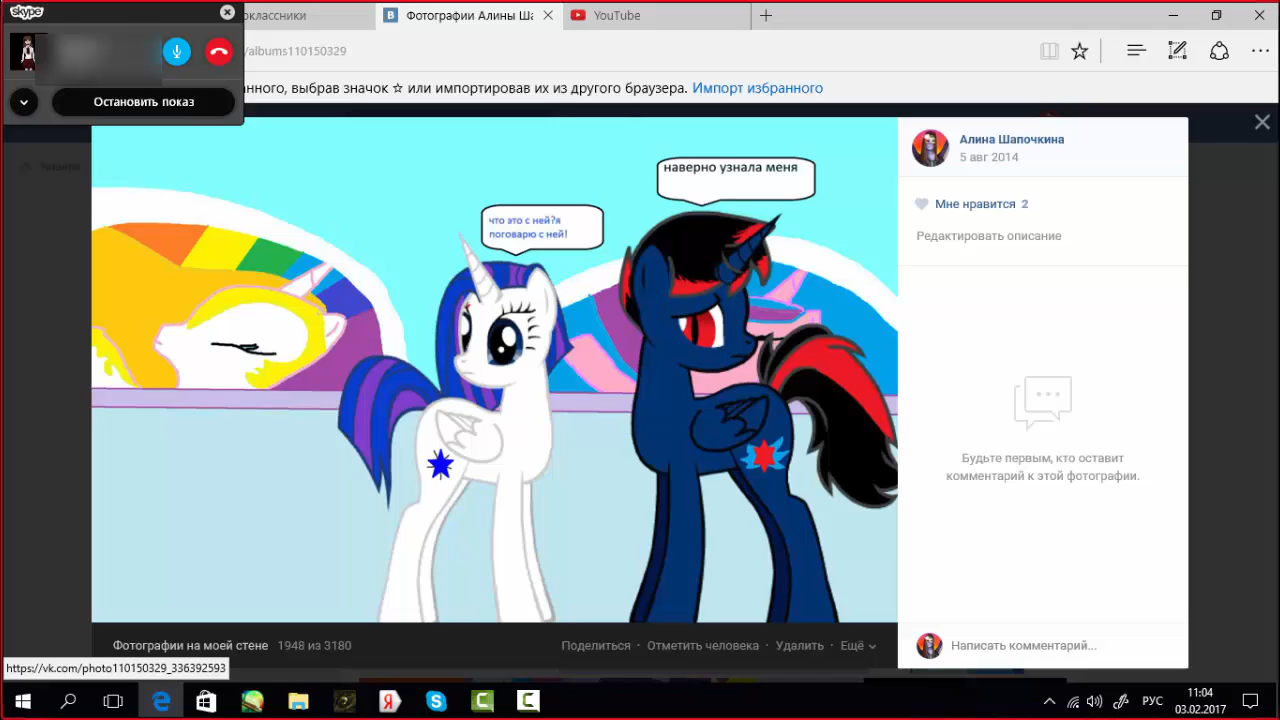 skype
оклассники
Фотографии Алины Ша
YouTube
/albums110150329
анного, выбрав значок ☆ или импортировав их из другого браузера. Импорт избранного
Остановить показ
Алина Шапочкина
5 авг 2014
Мне нравится 2
Редактировать описание
наверно узнала меня
что это с ней?я
поговарю с ней!
Будьте первым, кто оставит
комментарий к этой фотографии.
Фотографии на моей стене 1948 из 3180
Поделиться Отметить человека Удалить Ещё
Написать комментарий...
https://vk.com/photo110150329_336392593
РУС
11:04
03.02.2017